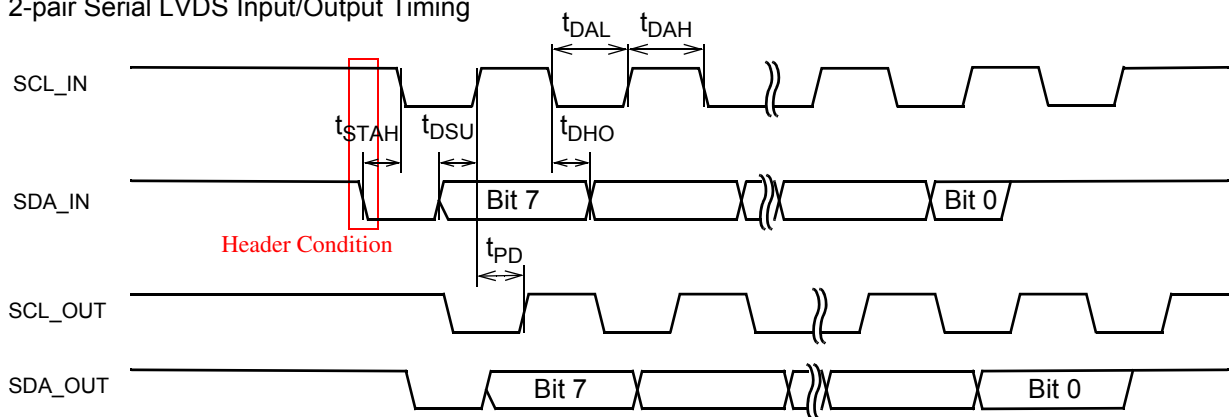 2-pair Serial LVDS Input/Output Timing
tDAL
tDAH
SCL_IN
tSTAH
tDSU
tDHO
SDA_IN
Bit 7
Bit 0
Header Condition
tPD
SCL_OUT
SDA_OUT
Bit 7
Bit 0